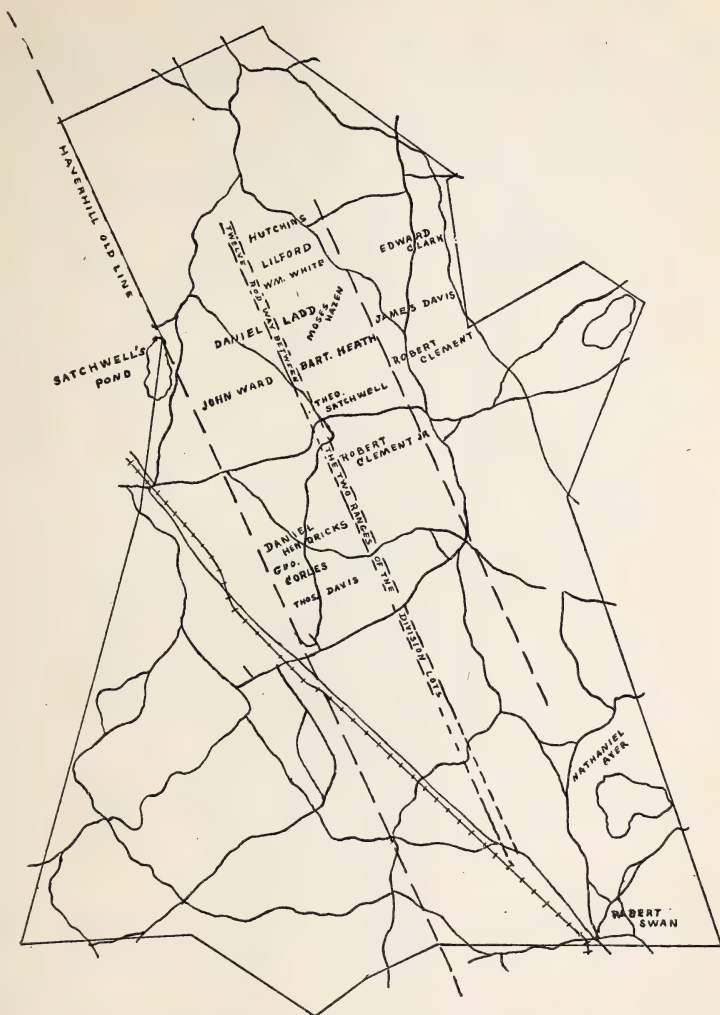 HAVERHILL OLD LINE
HUTCHINS
LILFORD
WM. WHITE
EDWARD
CLARK
TWELVE ROD WAY BETWEEN THE TWO RANGES OF THE DIVISION LOTS
DANIEL LADD
MOSES
HAZEN
JAMES DAVIS
SATCHWELL'S
POND
BART. HEATH
ROBERT
CLEMENT
JOHN WARD
THEO.
SATCHWELL
ROBERT
CLEMENT JR
DANIEL
HENDRICKS
GEO.
CORLES
THOS. DAVIS
NATHANIEL
AYER
ROBERT
SWAN